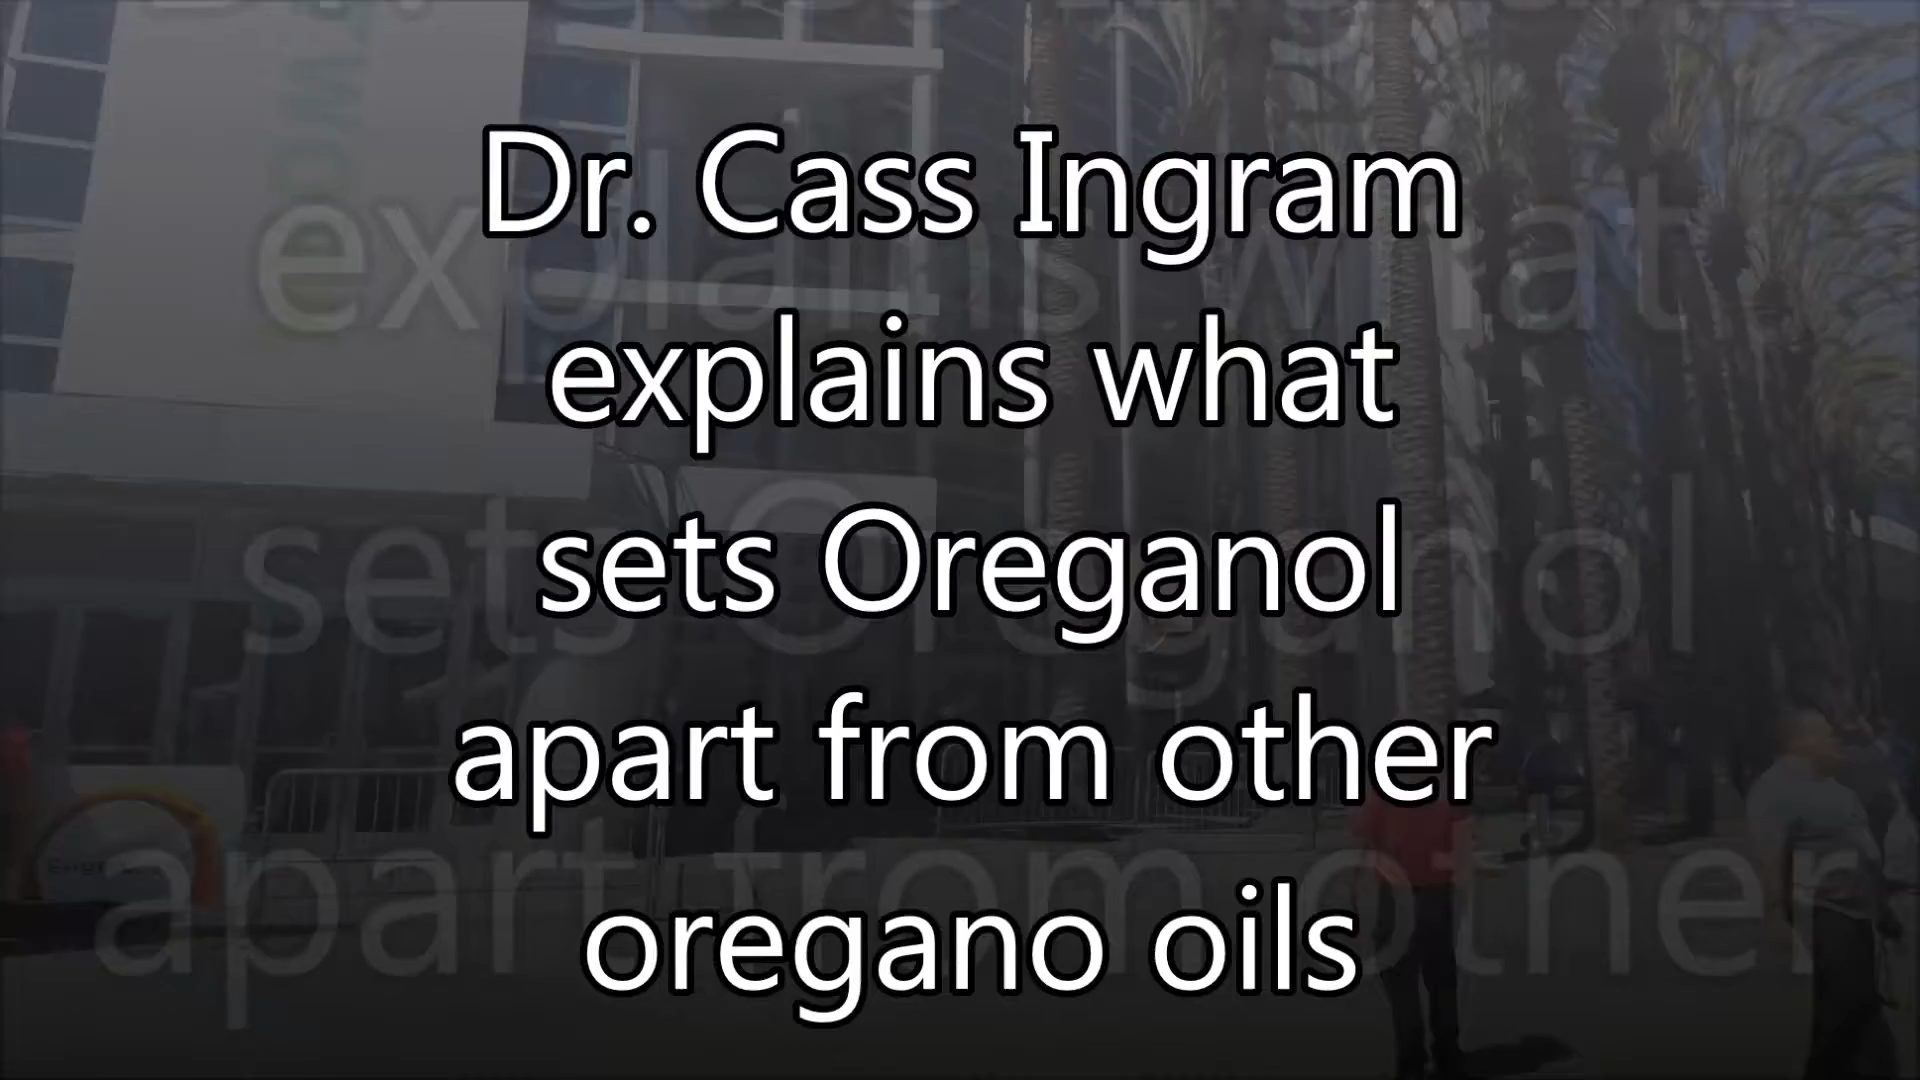 Dr. Cass Ingram
explains what
sets Oreganol
apart from other
oregano oils